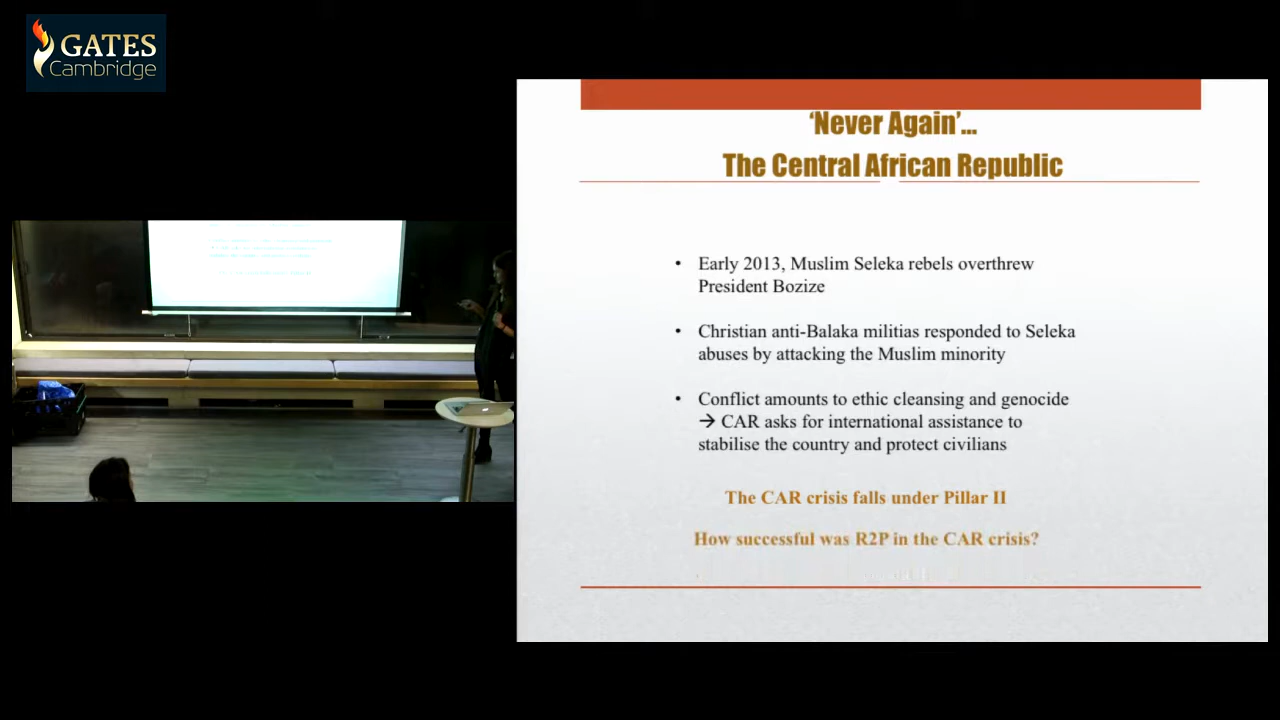 GATES
Cambridge
‘Never Again’...
The Central African Republic
• Early 2013, Muslim Seleka rebels overthrew
President Bozize
• Christian anti-Balaka militias responded to Seleka
abuses by attacking the Muslim minority
• Conflict amounts to ethic cleansing and genocide
→ CAR asks for international assistance to
stabilise the country and protect civilians
The CAR crisis falls under Pillar II
How successful was R2P in the CAR crisis?